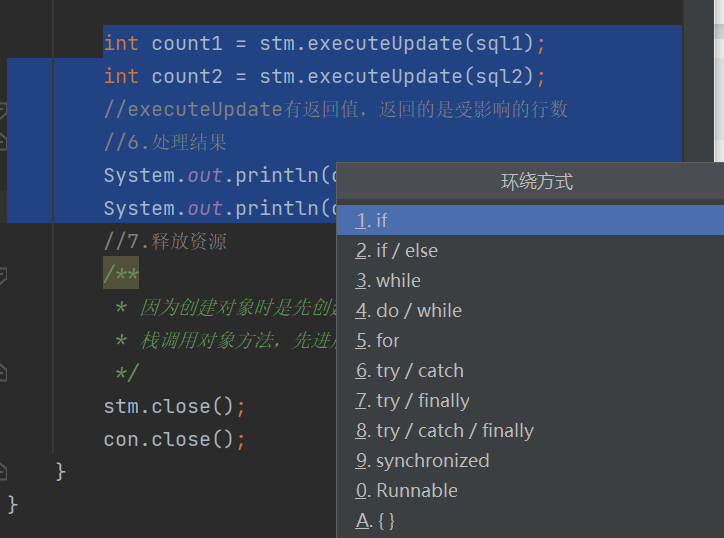 int count1 = stm.executeUpdate(sql1);
int count2 = stm.executeUpdate(sql2);
//executeUpdate有返回值，返回的是受影响的行数
//6.处理结果
System.out.println(
System.out.println(
//7.释放资源
/**
* 因为创建对象时是先创建
* 栈调用对象方法，先进
*/
stm.close();
con.close();
}
}
环绕方式
1. if
2. if / else
3. while
4. do / while
5. for
6. try / catch
7. try / finally
8. try / catch / finally
9. synchronized
0. Runnable
A. { }